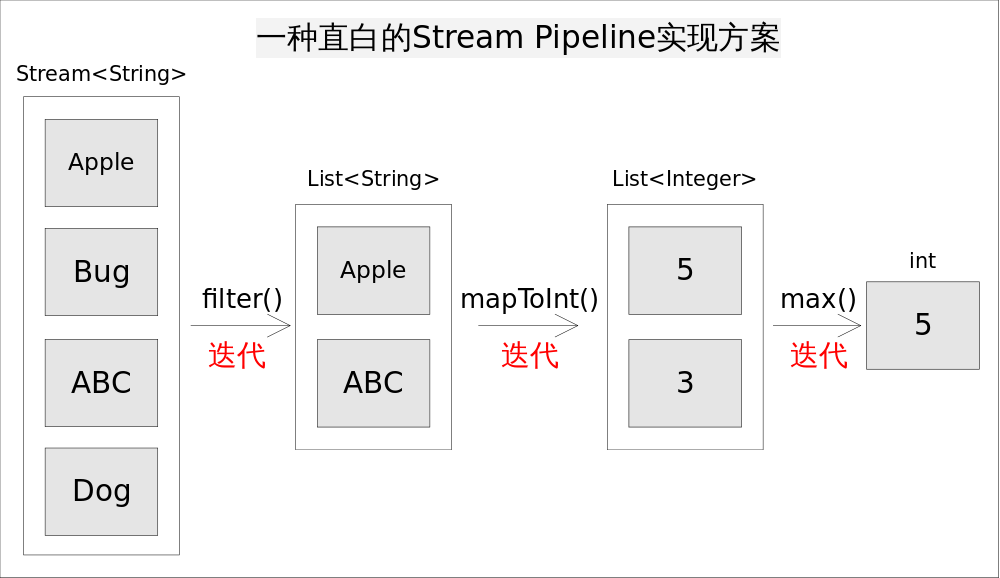 一种直白的Stream Pipeline实现方案
Stream<String>
Apple
Bug
ABC
Dog
filter()
迭代
List<String>
Apple
ABC
mapToInt()
迭代
List<Integer>
5
3
max()
迭代
int
5